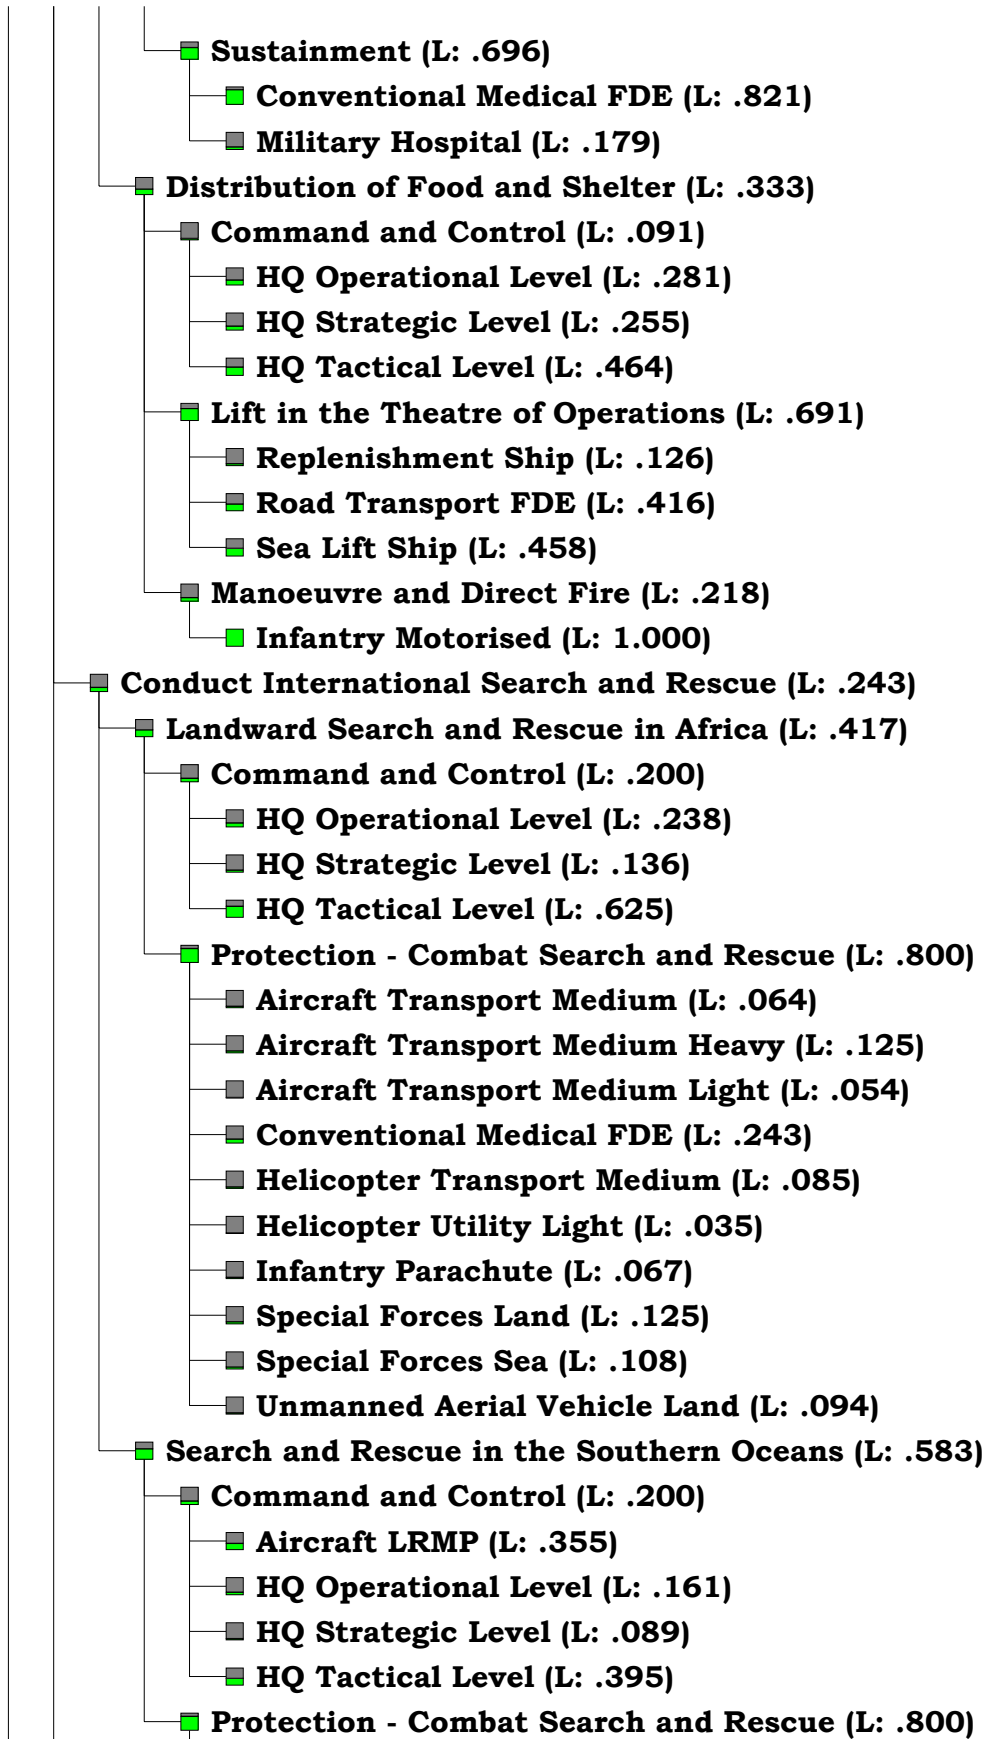 Sustainment (L: .696)
Conventional Medical FDE (L: .821)
Military Hospital (L: .179)
Distribution of Food and Shelter (L: .333)
Command and Control (L: .091)
HQ Operational Level (L: .281)
HQ Strategic Level (L: .255)
HQ Tactical Level (L: .464)
Lift in the Theatre of Operations (L: .691)
Replenishment Ship (L: .126)
Road Transport FDE (L: .416)
Sea Lift Ship (L: .458)
Manoeuvre and Direct Fire (L: .218)
Infantry Motorised (L: 1.000)
Conduct International Search and Rescue (L: .243)
Landward Search and Rescue in Africa (L: .417)
Command and Control (L: .200)
HQ Operational Level (L: .238)
HQ Strategic Level (L: .136)
HQ Tactical Level (L: .625)
Protection - Combat Search and Rescue (L: .800)
Aircraft Transport Medium (L: .064)
Aircraft Transport Medium Heavy (L: .125)
Aircraft Transport Medium Light (L: .054)
Conventional Medical FDE (L: .243)
Helicopter Transport Medium (L: .085)
Helicopter Utility Light (L: .035)
Infantry Parachute (L: .067)
Special Forces Land (L: .125)
Special Forces Sea (L: .108)
Unmanned Aerial Vehicle Land (L: .094)
Search and Rescue in the Southern Oceans (L: .583)
Command and Control (L: .200)
Aircraft LRMP (L: .355)
HQ Operational Level (L: .161)
HQ Strategic Level (L: .089)
HQ Tactical Level (L: .395)
Protection - Combat Search and Rescue (L: .800)